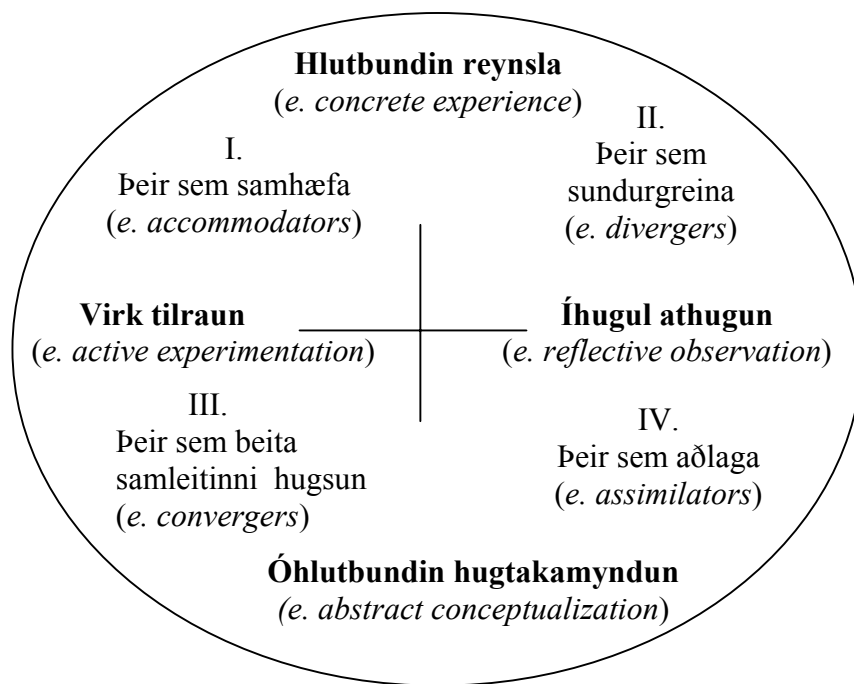 Hlutbundin reynsla
(e. concrete experience)
I.
Þeir sem samhæfa
(e. accommodators)
II.
Þeir sem
sundurgreina
(e. divergers)
Virk tilraun
(e. active experimentation)
Íhugul athugun
(e. reflective observation)
III.
Þeir sem beita
samleitinni hugsun
(e. convergers)
IV.
Þeir sem aðlaga
(e. assimilators)
Óhlutbundin hugtakamyndun
(e. abstract conceptualization)